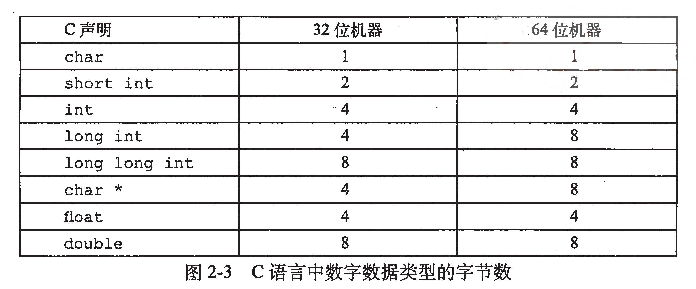 C 声明 32 位机器 64 位机器
char 1 1
short int 2 2
int 4 4
long int 4 8
long long int 8 8
char * 4 8
float 4 4
double 8 8
图 2-3 C 语言中数字数据类型的字节数